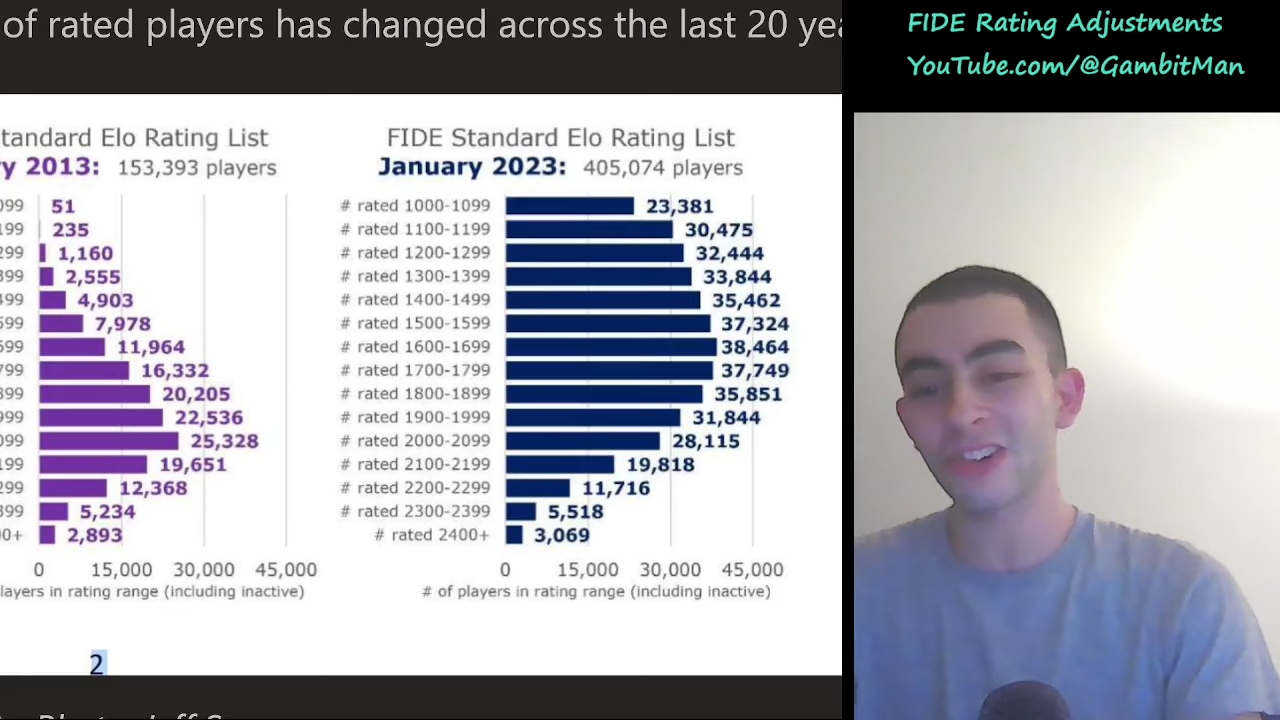 of rated players has changed across the last 20 yea
FIDE Rating Adjustments
YouTube.com/@GambitMan
tandard Elo Rating List
y 2013: 153,393 players
099 51
199 235
299 1,160
399 2,555
499 4,903
599 7,978
699 11,964
799 16,332
899 20,205
999 22,536
099 25,328
199 19,651
299 12,368
399 5,234
00+ 2,893
0 15,000 30,000 45,000
layers in rating range (including inactive)
FIDE Standard Elo Rating List
January 2023: 405,074 players
# rated 1000-1099 23,381
# rated 1100-1199 30,475
# rated 1200-1299 32,444
# rated 1300-1399 33,844
# rated 1400-1499 35,462
# rated 1500-1599 37,324
# rated 1600-1699 38,464
# rated 1700-1799 37,749
# rated 1800-1899 35,851
# rated 1900-1999 31,844
# rated 2000-2099 28,115
# rated 2100-2199 19,818
# rated 2200-2299 11,716
# rated 2300-2399 5,518
# rated 2400+ 3,069
0 15,000 30,000 45,000
# of players in rating range (including inactive)
2